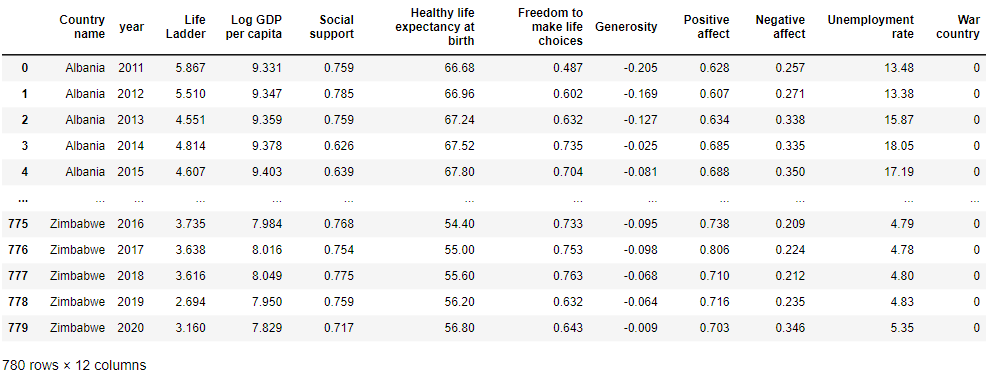 Country name year Life Ladder Log GDP per capita Social support Healthy life expectancy at birth Freedom to make life choices Generosity Positive affect Negative affect Unemployment rate War country
0 Albania 2011 5.867 9.331 0.759 66.68 0.487 -0.205 0.628 0.257 13.48 0
1 Albania 2012 5.510 9.347 0.785 66.96 0.602 -0.169 0.607 0.271 13.38 0
2 Albania 2013 4.551 9.359 0.759 67.24 0.632 -0.127 0.634 0.338 15.87 0
3 Albania 2014 4.814 9.378 0.626 67.52 0.735 -0.025 0.685 0.335 18.05 0
4 Albania 2015 4.607 9.403 0.639 67.80 0.704 -0.081 0.688 0.350 17.19 0
... ... ... ... ... ... ... ... ... ... ... ... ...
775 Zimbabwe 2016 3.735 7.984 0.768 54.40 0.733 -0.095 0.738 0.209 4.79 0
776 Zimbabwe 2017 3.638 8.016 0.754 55.00 0.753 -0.098 0.806 0.224 4.78 0
777 Zimbabwe 2018 3.616 8.049 0.775 55.60 0.763 -0.068 0.710 0.212 4.80 0
778 Zimbabwe 2019 2.694 7.950 0.759 56.20 0.632 -0.064 0.716 0.235 4.83 0
779 Zimbabwe 2020 3.160 7.829 0.717 56.80 0.643 -0.009 0.703 0.346 5.35 0
780 rows × 12 columns